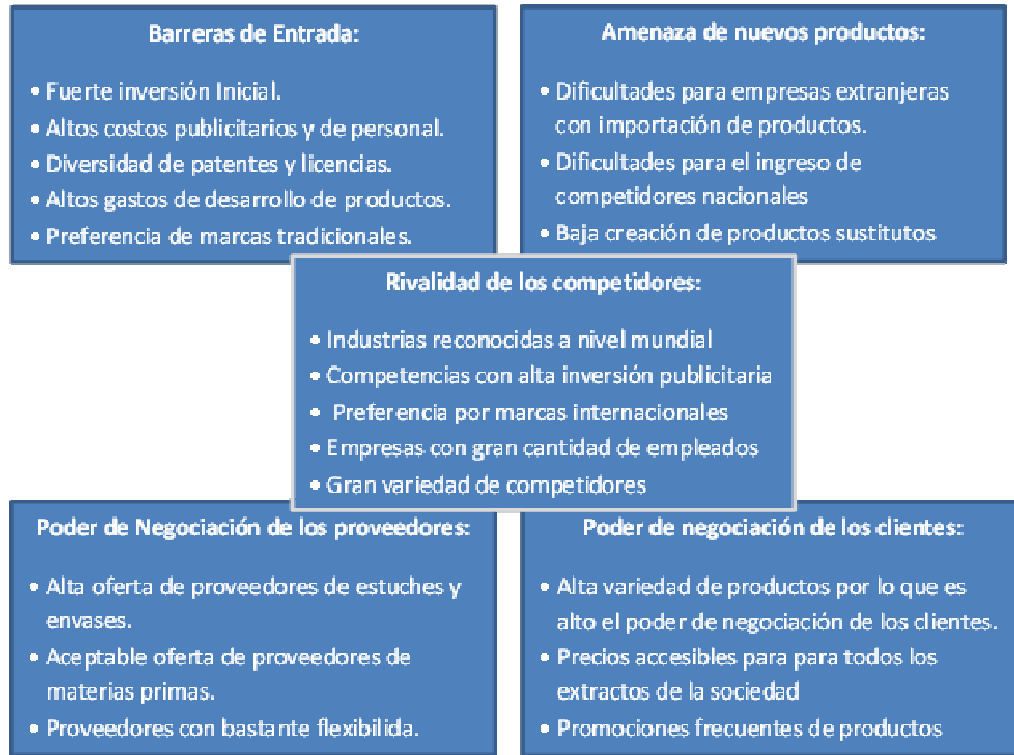 Barreras de Entrada:
• Fuerte inversión Inicial.
• Altos costos publicitarios y de personal.
• Diversidad de patentes y licencias.
• Altos gastos de desarrollo de productos.
• Preferencia de marcas tradicionales.
Amenaza de nuevos productos:
• Dificultades para empresas extranjeras
con importación de productos.
• Dificultades para el ingreso de
competidores nacionales
• Baja creación de productos sustitutos
Rivalidad de los competidores:
• Industrias reconocidas a nivel mundial
• Competencias con alta inversión publicitaria
• Preferencia por marcas internacionales
• Empresas con gran cantidad de empleados
• Gran variedad de competidores
Poder de Negociación de los proveedores:
• Alta oferta de proveedores de estuches y
envases.
• Aceptable oferta de proveedores de
materias primas.
• Proveedores con bastante flexibilida.
Poder de negociación de los clientes:
• Alta variedad de productos por lo que es
alto el poder de negociación de los clientes.
• Precios accesibles para para todos los
extractos de la sociedad
• Promociones frecuentes de productos